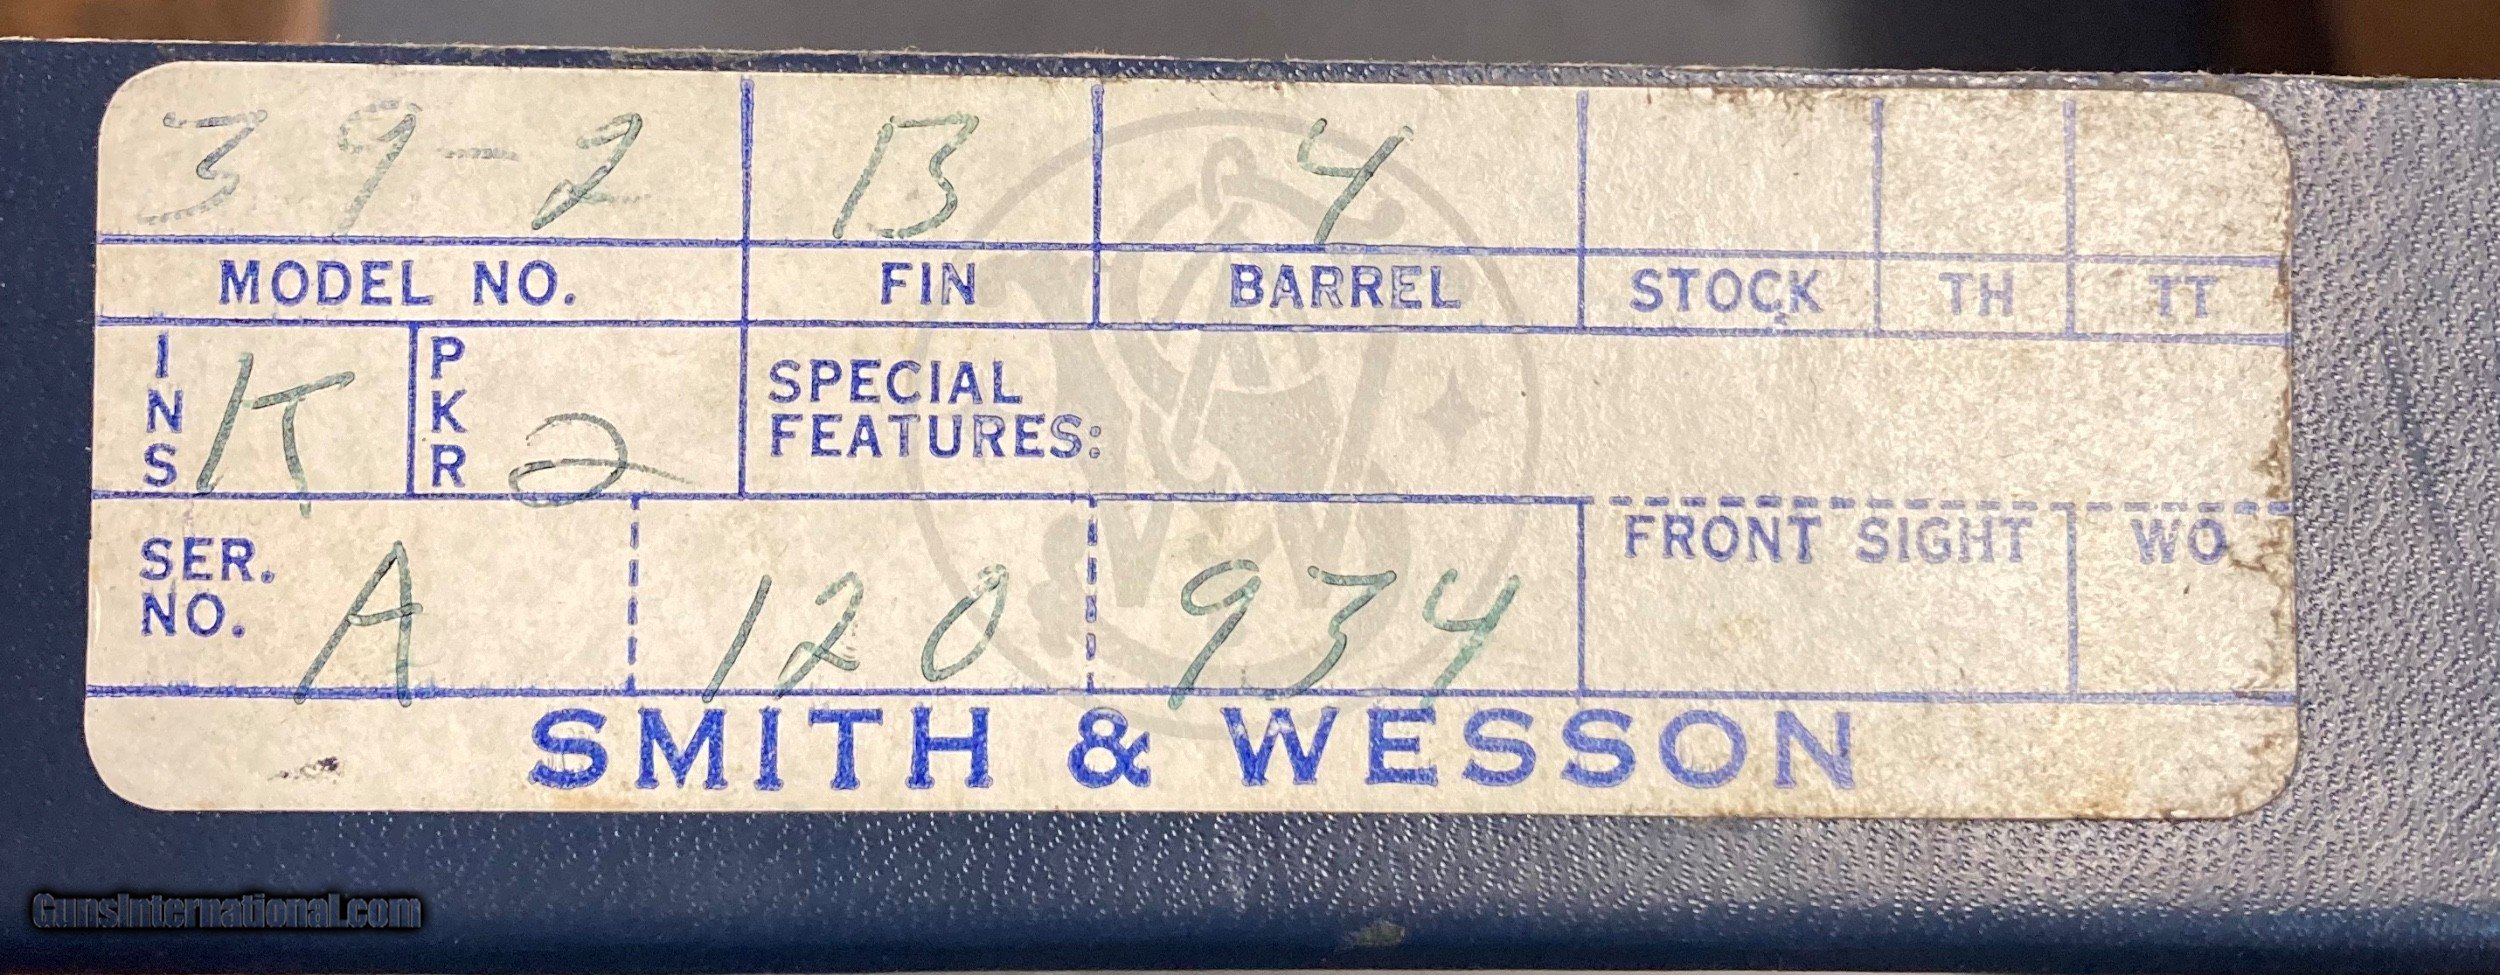 39-2 B 4
MODEL NO. FIN BARREL STOCK TH TT
INS K PKR 2 SPECIAL
FEATURES:
SER.
NO. A 120 934 FRONT SIGHT WO
SMITH & WESSON
GunsInternational.com